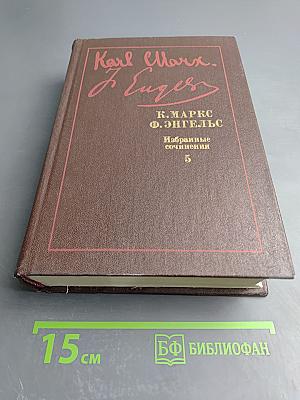 Karl Marx.
F. Engels
К. МАРКС
Ф. ЭНГЕЛЬС
Избранные
сочинения
5
15 см
БФ БИБЛИОФАН